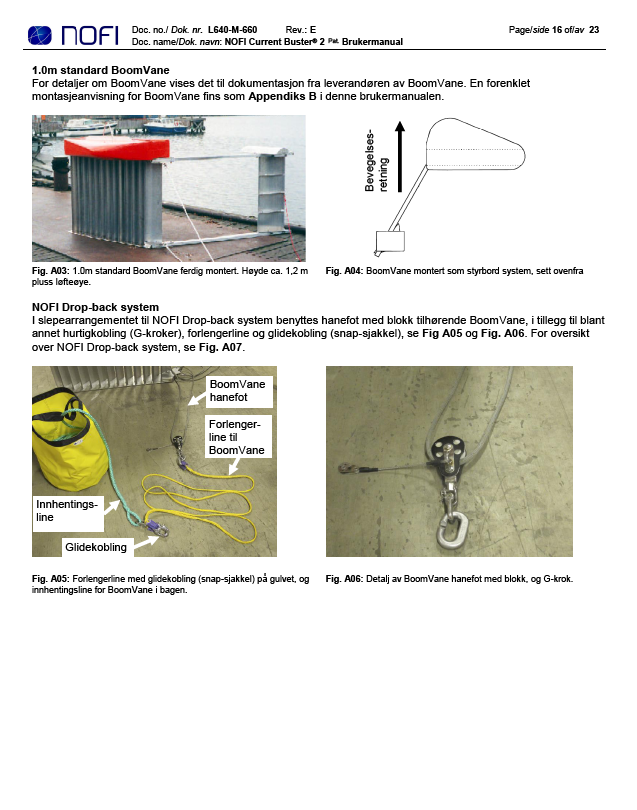 NOFI
Doc. no./ Dok. nr. L640-M-660 Rev.: E Page/side 16 of/av 23
Doc. name/Dok. navn: NOFI Current Buster® 2 Pat. Brukermanual
1.0m standard BoomVane
For detaljer om BoomVane vises det til dokumentasjon fra leverandøren av BoomVane. En forenklet
montasjeanvisning for BoomVane fins som Appendiks B i denne brukermanualen.
Bevegelses-
retning
Fig. A03: 1.0m standard BoomVane ferdig montert. Høyde ca. 1,2 m
pluss løfteøye.
Fig. A04: BoomVane montert som styrbord system, sett ovenfra
NOFI Drop-back system
I slepearrangementet til NOFI Drop-back system benyttes hanefot med blokk tilhørende BoomVane, i tillegg til blant
annet hurtigkobling (G-kroker), forlengerline og glidekobling (snap-sjakkel), se Fig A05 og Fig. A06. For oversikt
over NOFI Drop-back system, se Fig. A07.
BoomVane
hanefot
Forlenger-
line til
BoomVane
Innhentings-
line
Glidekobling
Fig. A05: Forlengerline med glidekobling (snap-sjakkel) på gulvet, og
innhentingsline for BoomVane i bagen.
Fig. A06: Detalj av BoomVane hanefot med blokk, og G-krok.